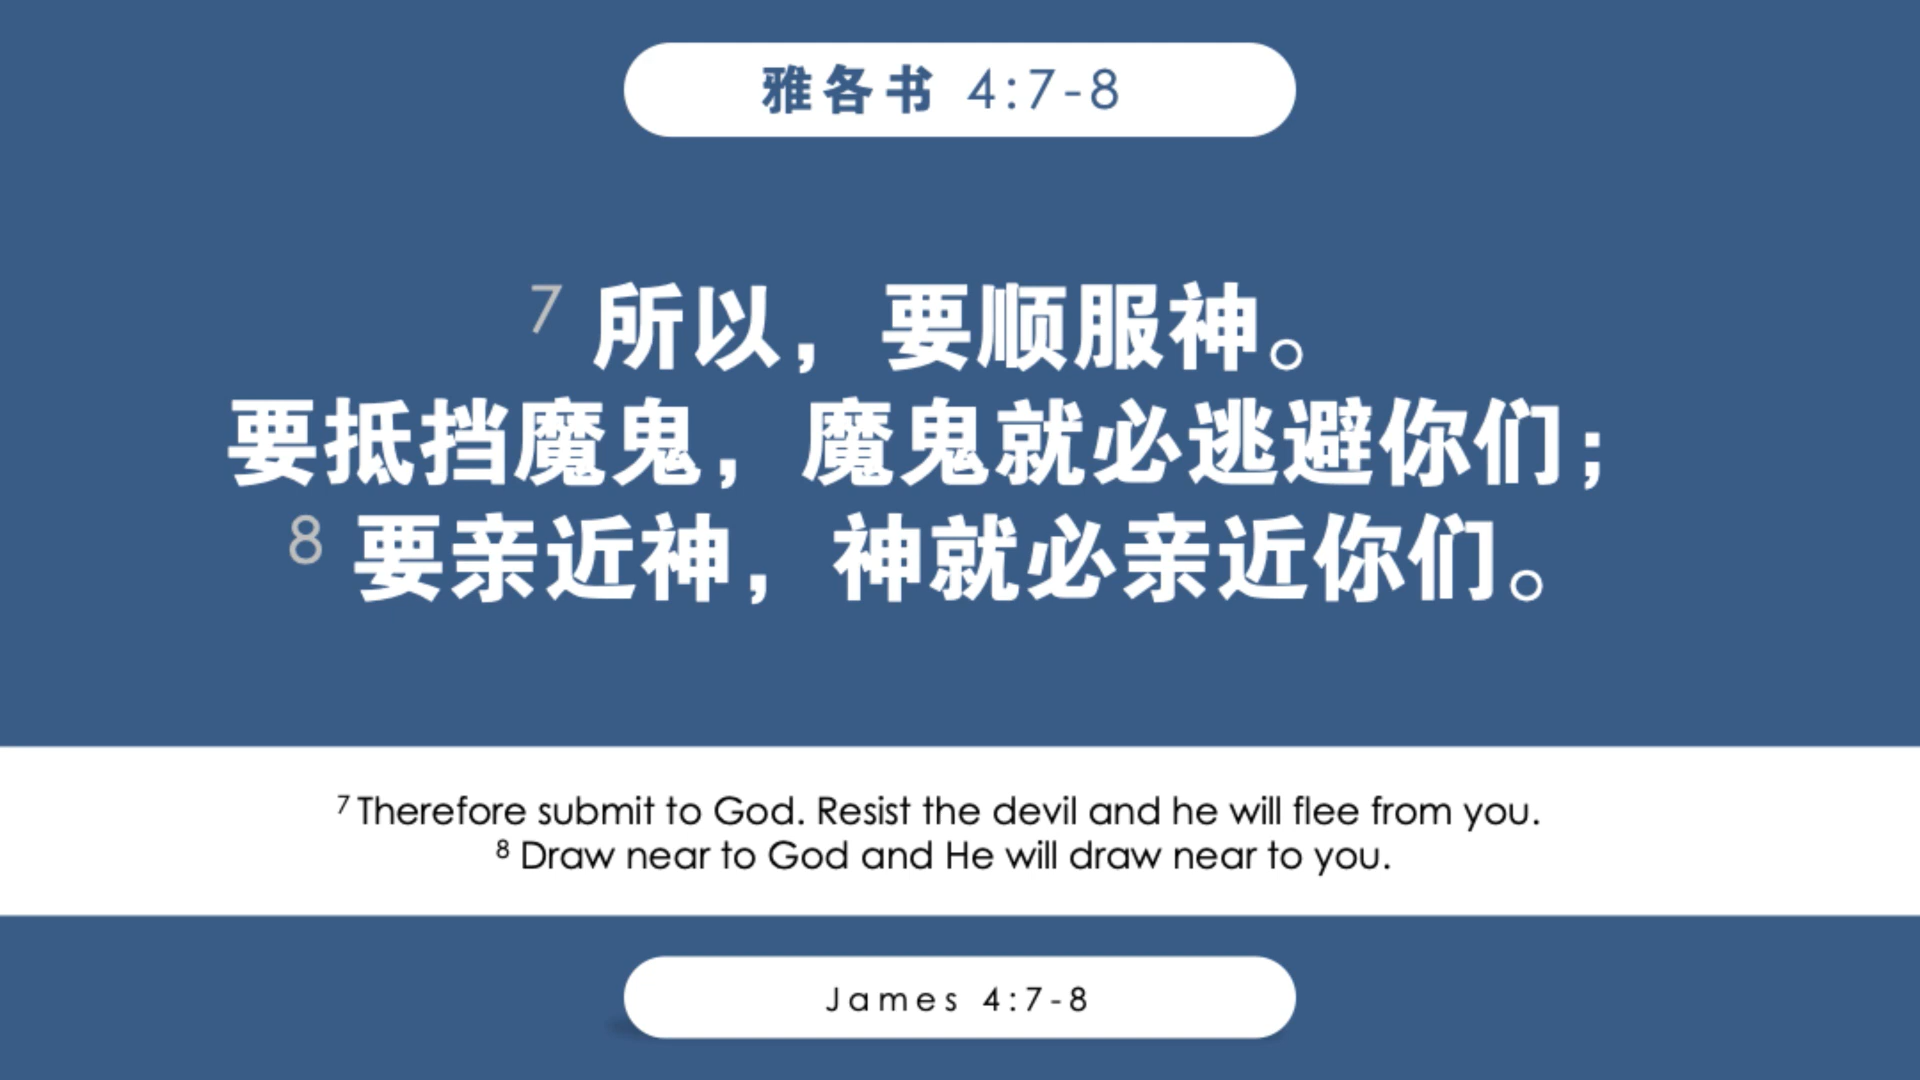 雅各书 4:7-8
7 所以，要顺服神。
要抵挡魔鬼，魔鬼就必逃避你们；
8 要亲近神，神就必亲近你们。
7 Therefore submit to God. Resist the devil and he will flee from you.
8 Draw near to God and He will draw near to you.
James 4:7-8